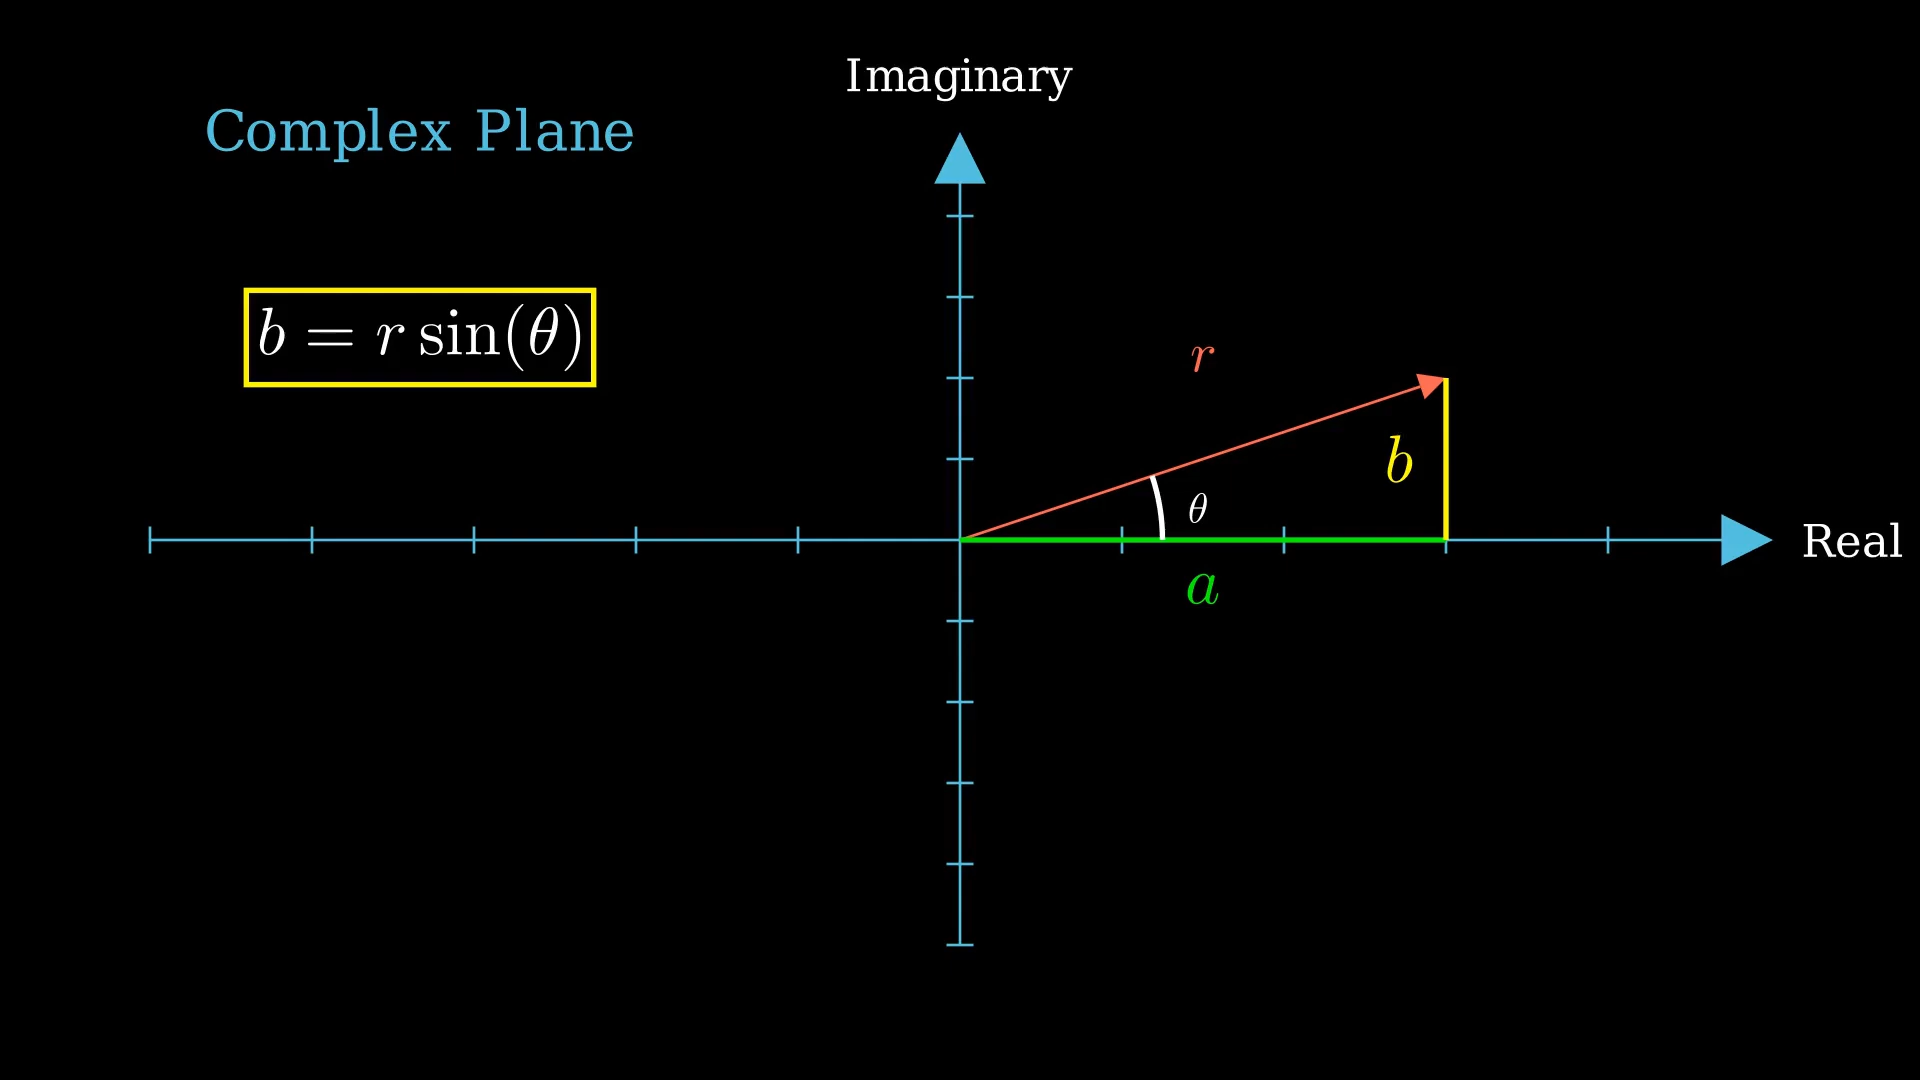 Imaginary
Complex Plane
b = r sin(θ)
r
b
θ
Real
a